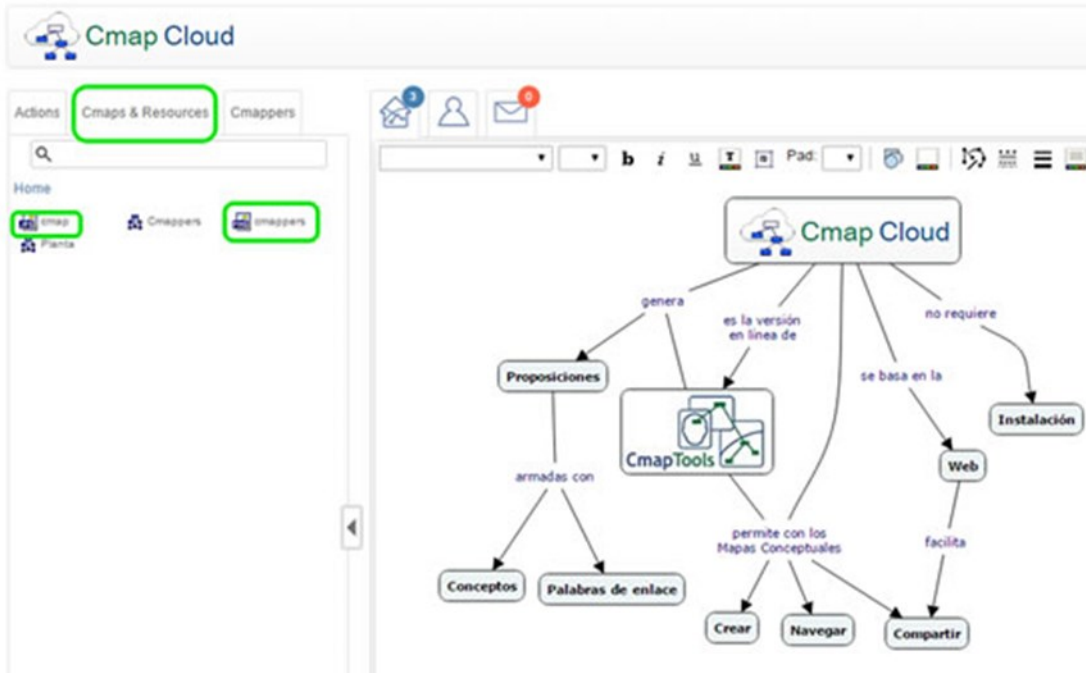 Cmap Cloud
3
0
Actions
Cmaps & Resources
Cmappers
b i u T a Pad:
Home
cmap
Cmappers
cmappers
Planta
Cmap Cloud
genera
es la versión
en línea de
no requiere
Proposiciones
se basa en la
Instalación
CmapTools
Web
armadas con
permite con los
Mapas Conceptuales
facilita
Conceptos
Palabras de enlace
Crear
Navegar
Compartir